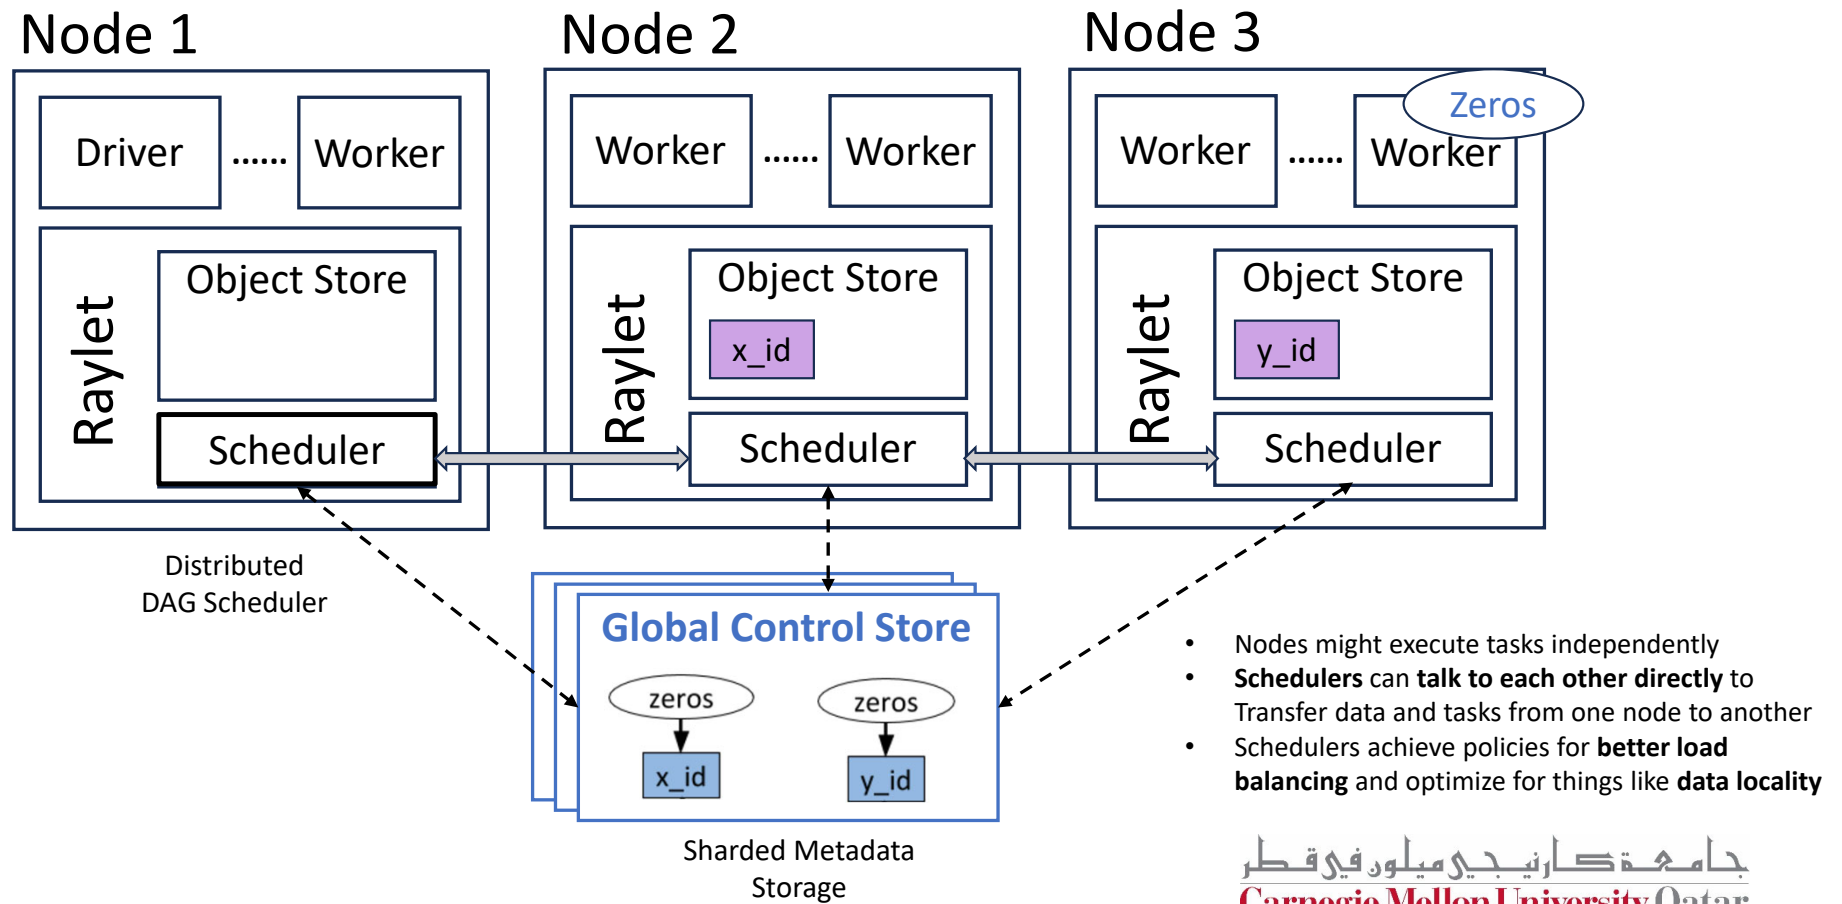 Node 1
Node 2
Node 3
Driver
......
Worker
Worker
......
Worker
Worker
......
Worker
Zeros
Raylet
Object Store
Scheduler
Raylet
Object Store
x_id
Scheduler
Raylet
Object Store
y_id
Scheduler
Distributed
DAG Scheduler
Global Control Store
zeros
zeros
x_id
y_id
Sharded Metadata
Storage
• Nodes might execute tasks independently
• Schedulers can talk to each other directly to
Transfer data and tasks from one node to another
• Schedulers achieve policies for better load
balancing and optimize for things like data locality
جامعة كارنيجي ميلون في قطر
Carnegie Mellon University Qatar